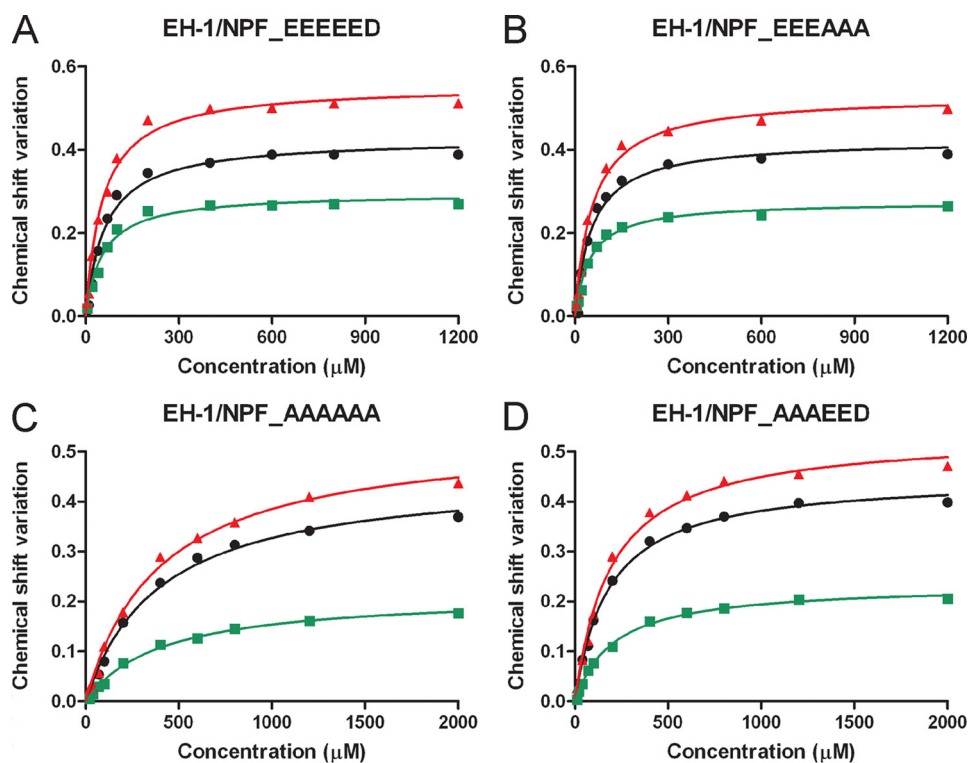 A
EH-1/NPF_EEEEED
Chemical shift variation
0.6
0.4
0.2
0.0
0 300 600 900 1200
Concentration (μM)
B
EH-1/NPF_EEEAAA
Chemical shift variation
0.6
0.4
0.2
0.0
0 300 600 900 1200
Concentration (μM)
C
EH-1/NPF_AAAAAA
Chemical shift variation
0.5
0.4
0.3
0.2
0.1
0.0
0 500 1000 1500 2000
Concentration (μM)
D
EH-1/NPF_AAAEED
Chemical shift variation
0.5
0.4
0.3
0.2
0.1
0.0
0 500 1000 1500 2000
Concentration (μM)